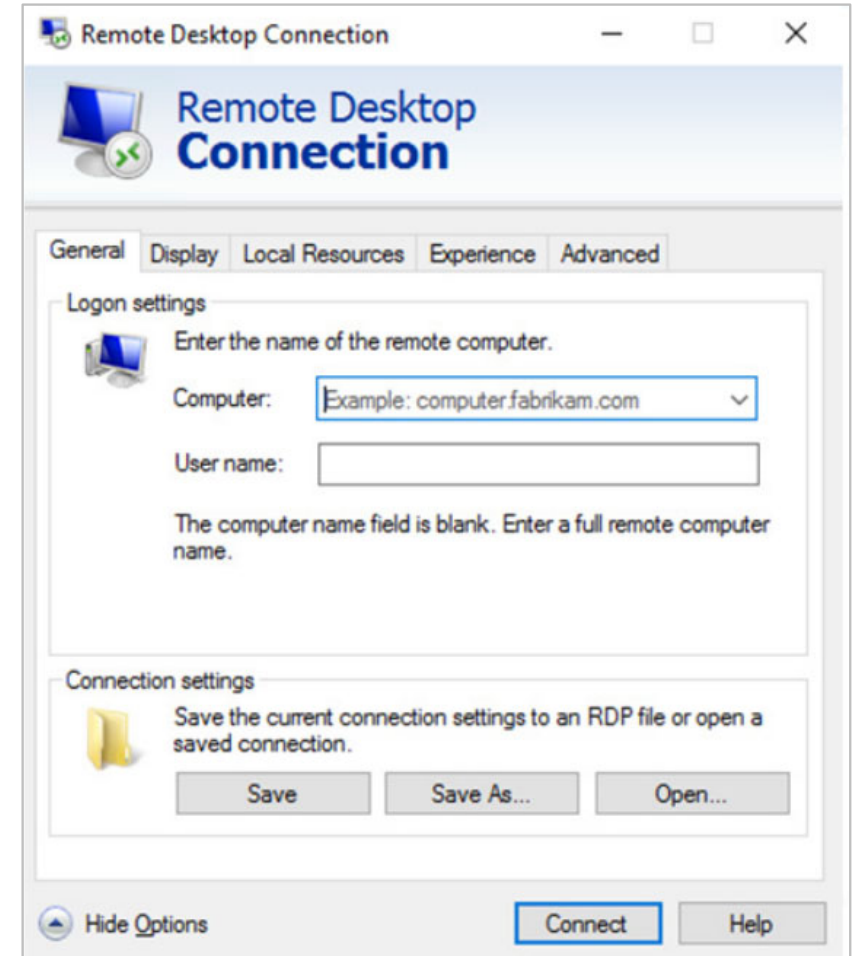 Remote Desktop Connection
Remote Desktop
Connection
General Display Local Resources Experience Advanced
Logon settings
Enter the name of the remote computer.
Computer: Example: computer.fabrikam.com
User name:
The computer name field is blank. Enter a full remote computer
name.
Connection settings
Save the current connection settings to an RDP file or open a
saved connection.
Save Save As... Open...
Hide Options Connect Help